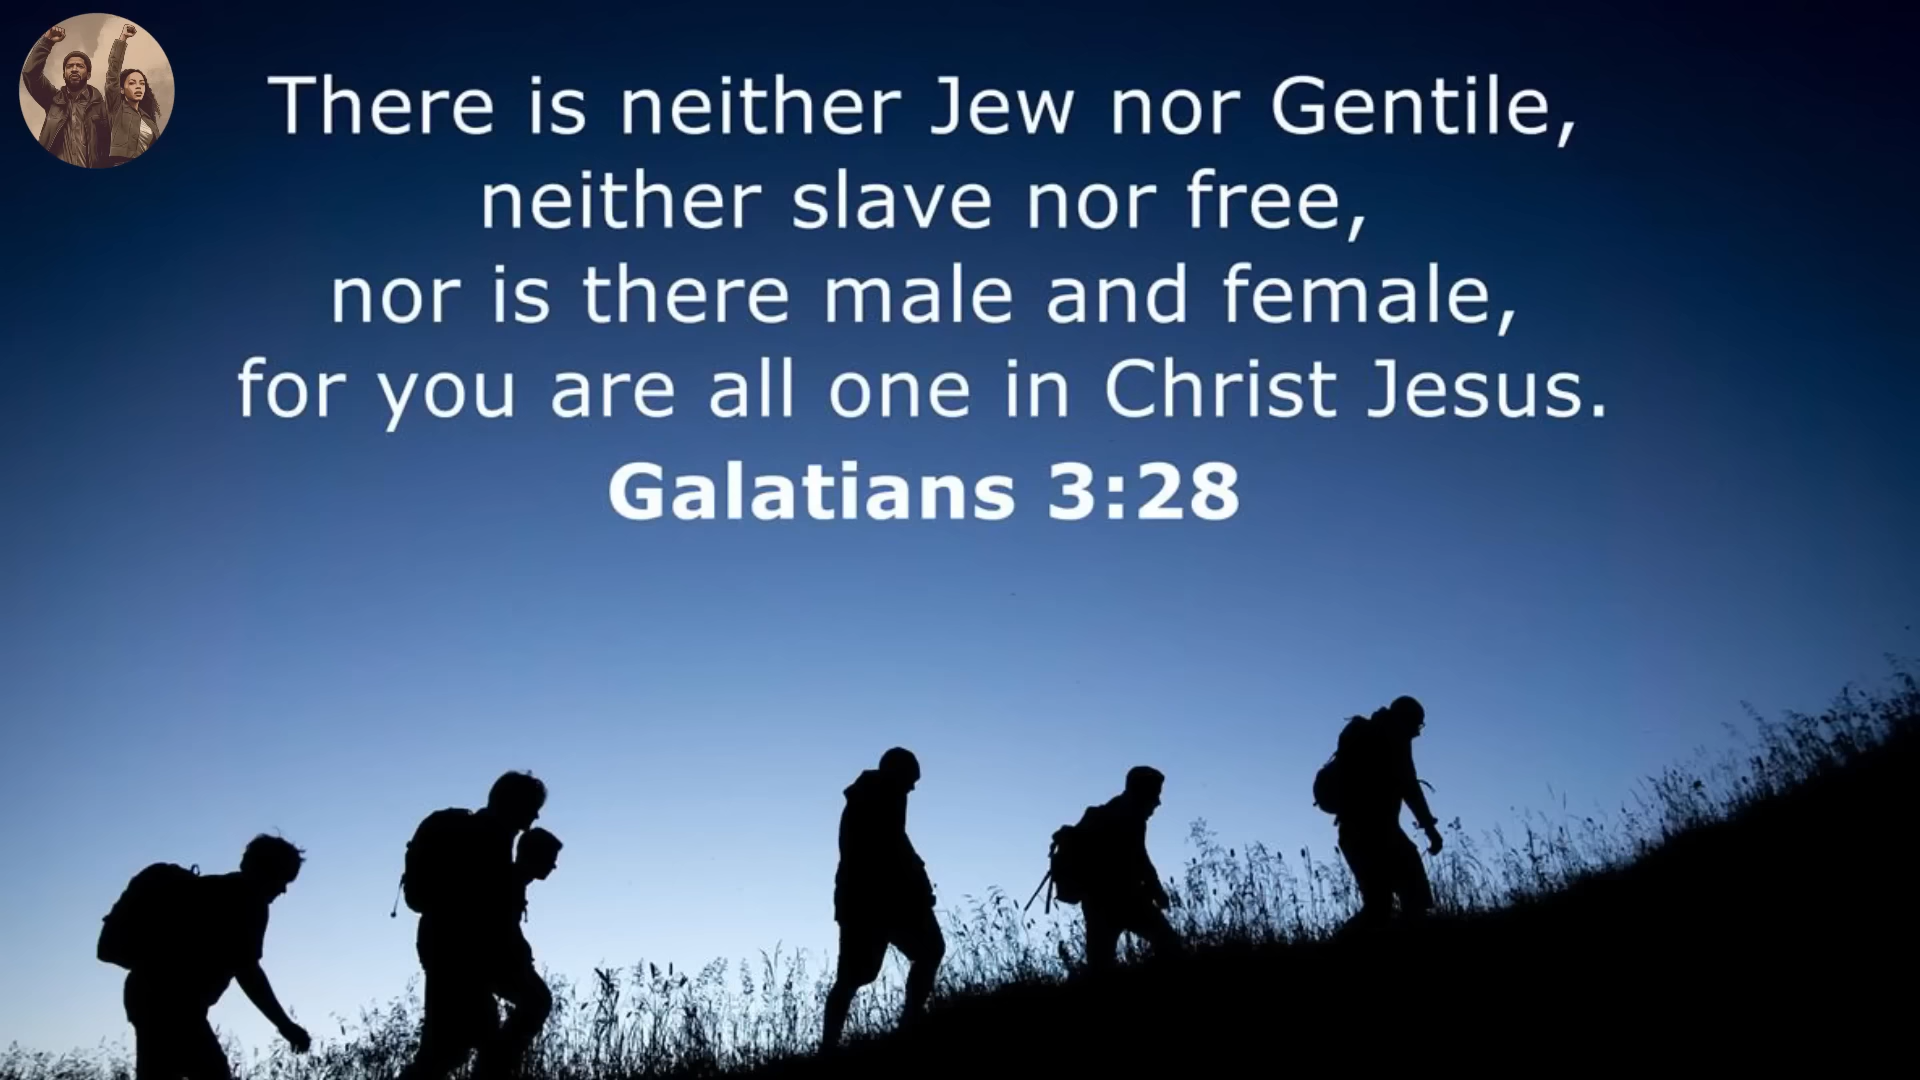 There is neither Jew nor Gentile,
neither slave nor free,
nor is there male and female,
for you are all one in Christ Jesus.
Galatians 3:28